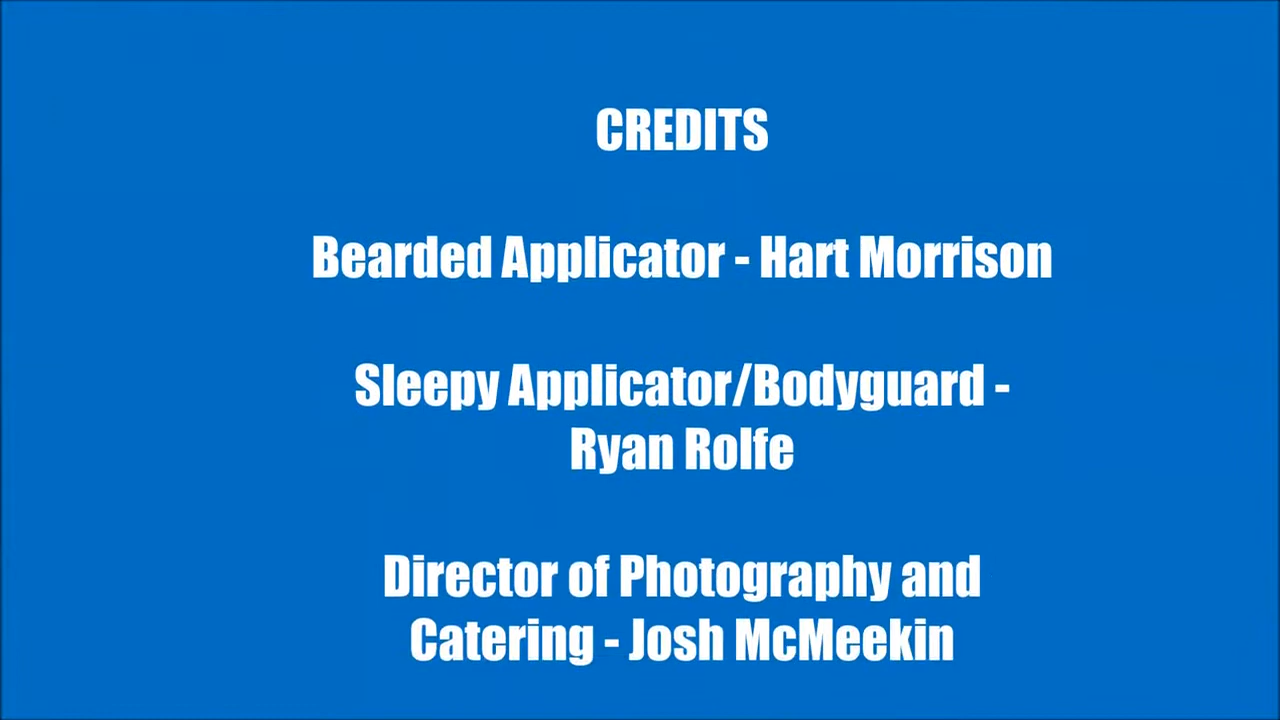 CREDITS
Bearded Applicator - Hart Morrison
Sleepy Applicator/Bodyguard -
Ryan Rolfe
Director of Photography and
Catering - Josh McMeekin